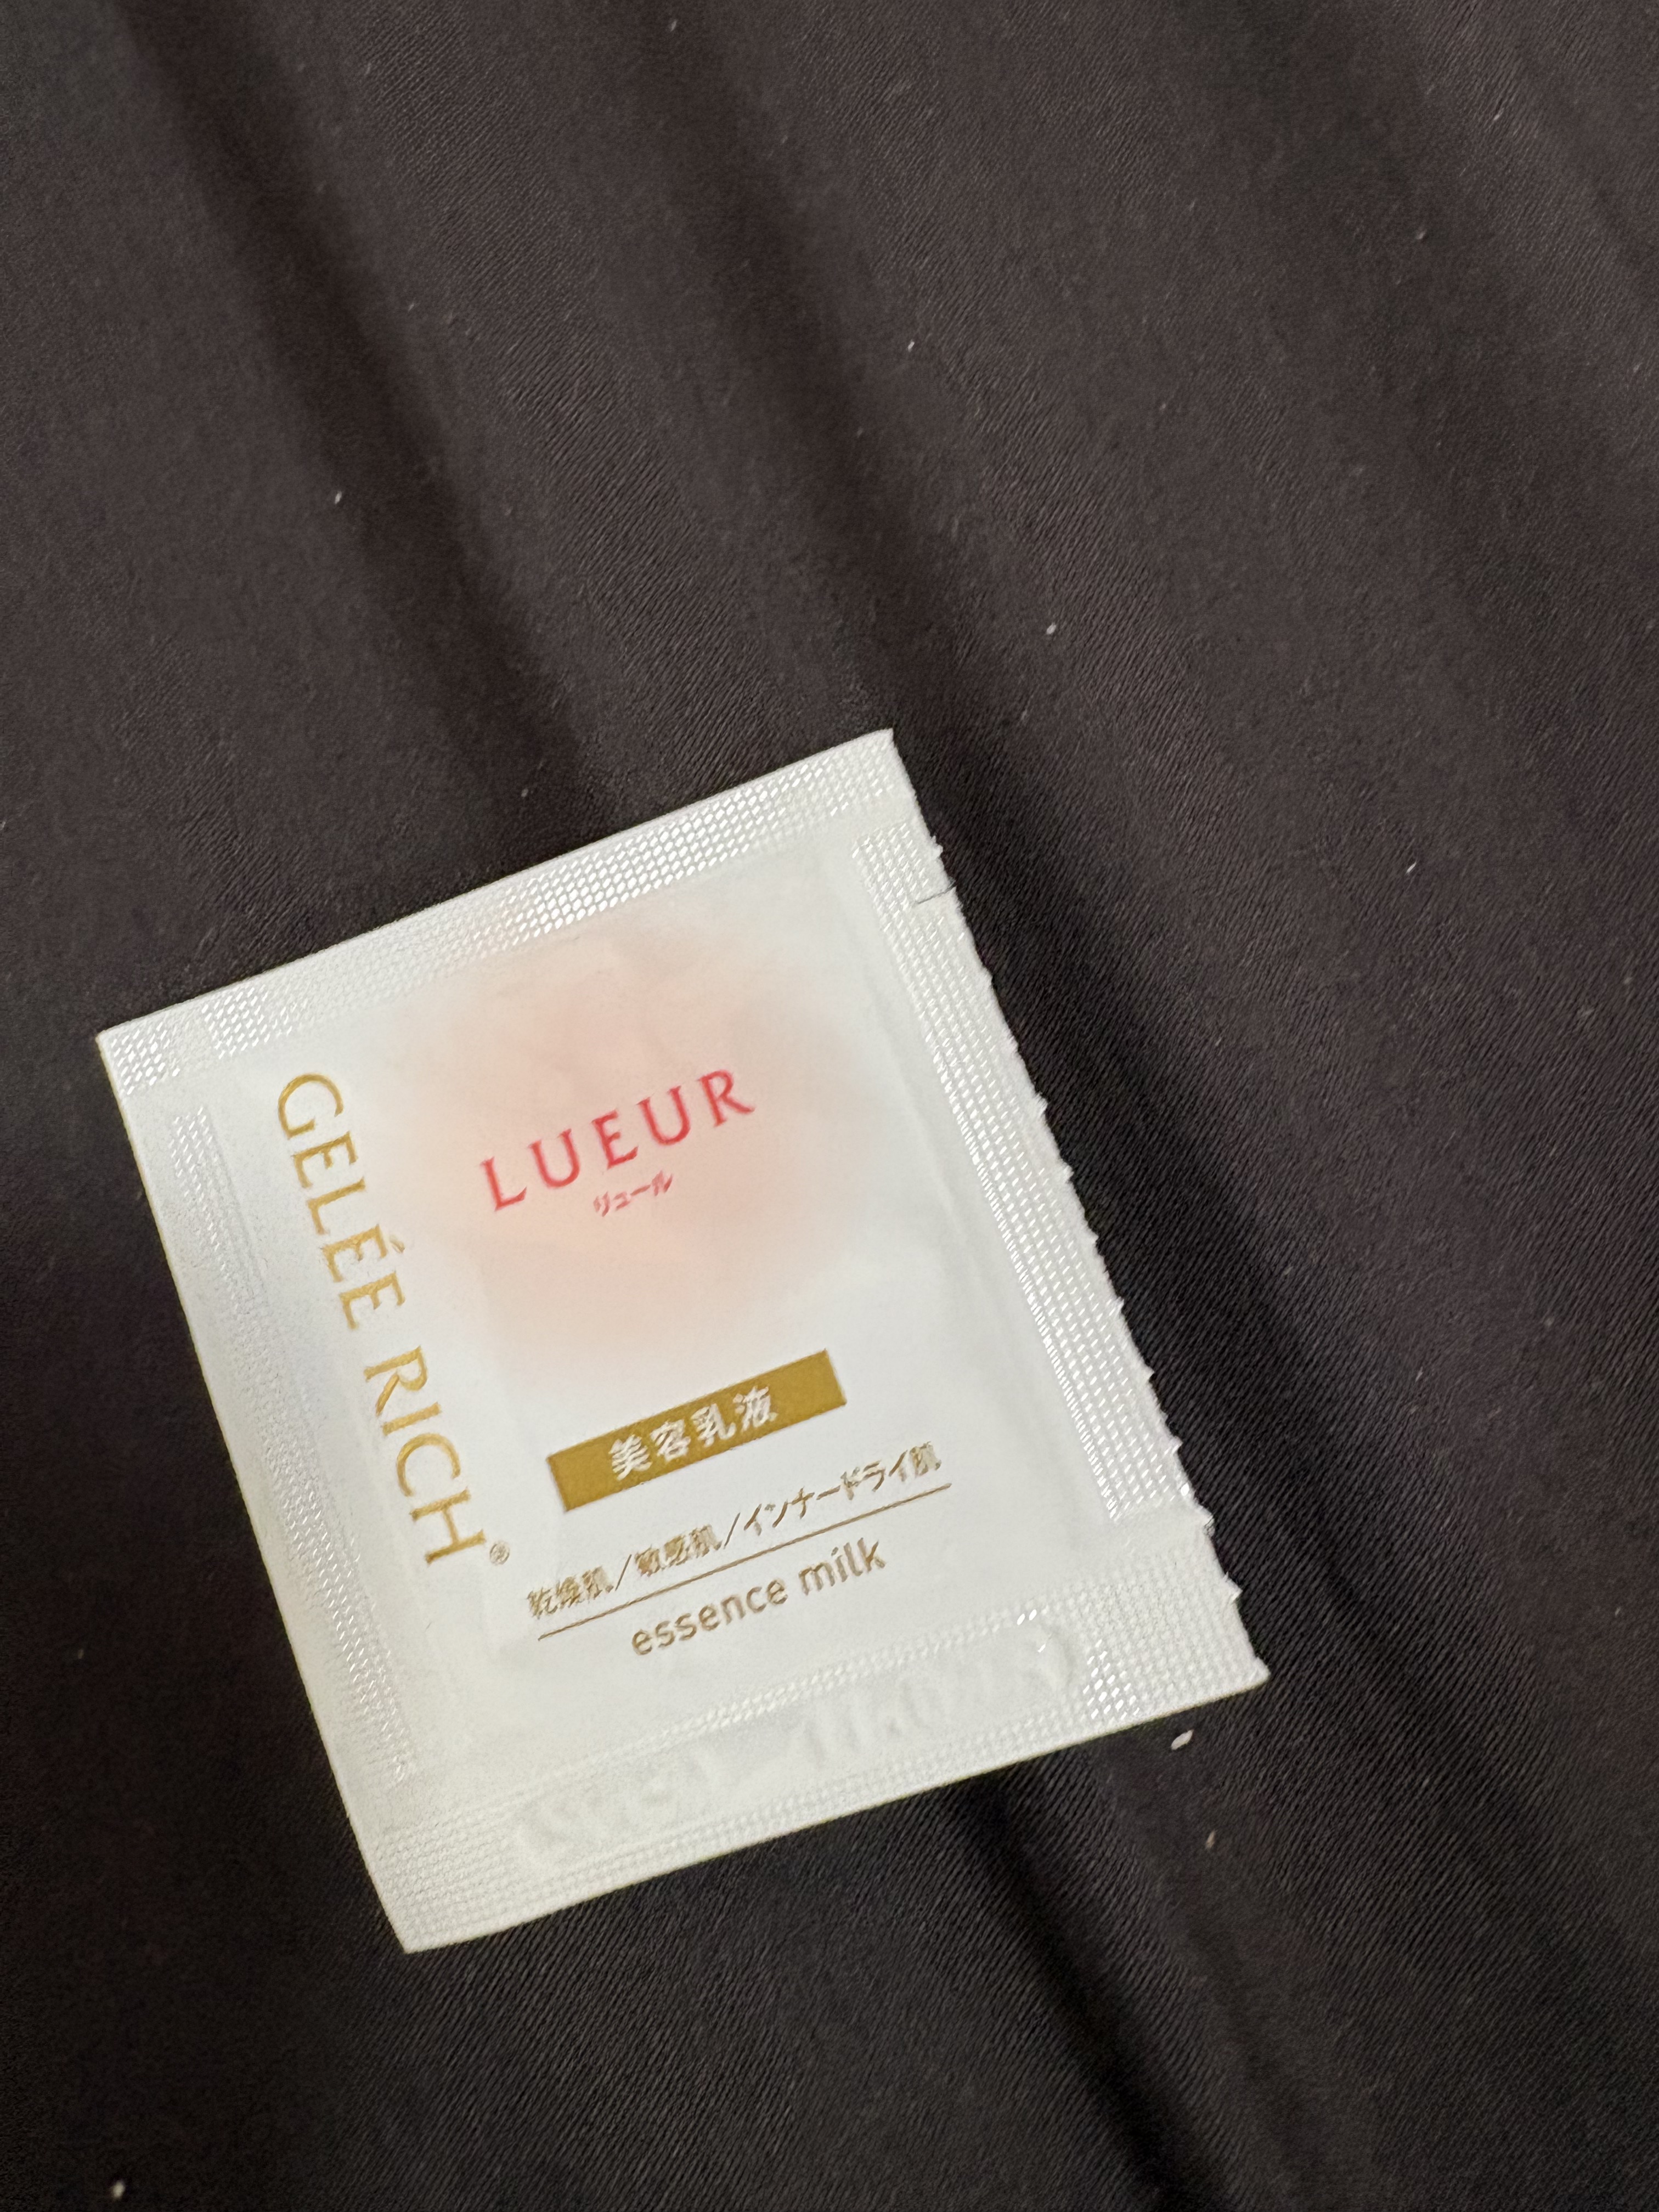 GELÉE RICH®
LUEUR
リュール
美容乳液
乾燥肌/敏感肌/インナードライ肌
essence milk